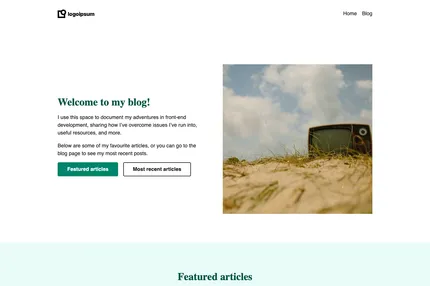 logoipsum
Home Blog
Welcome to my blog!
I use this space to document my adventures in front-end
development, sharing how I've overcome issues I've run into,
useful resources, and more.
Below are some of my favourite articles, or you can go to the
blog page to see my most recent posts.
Featured articles
Most recent articles
Featured articles